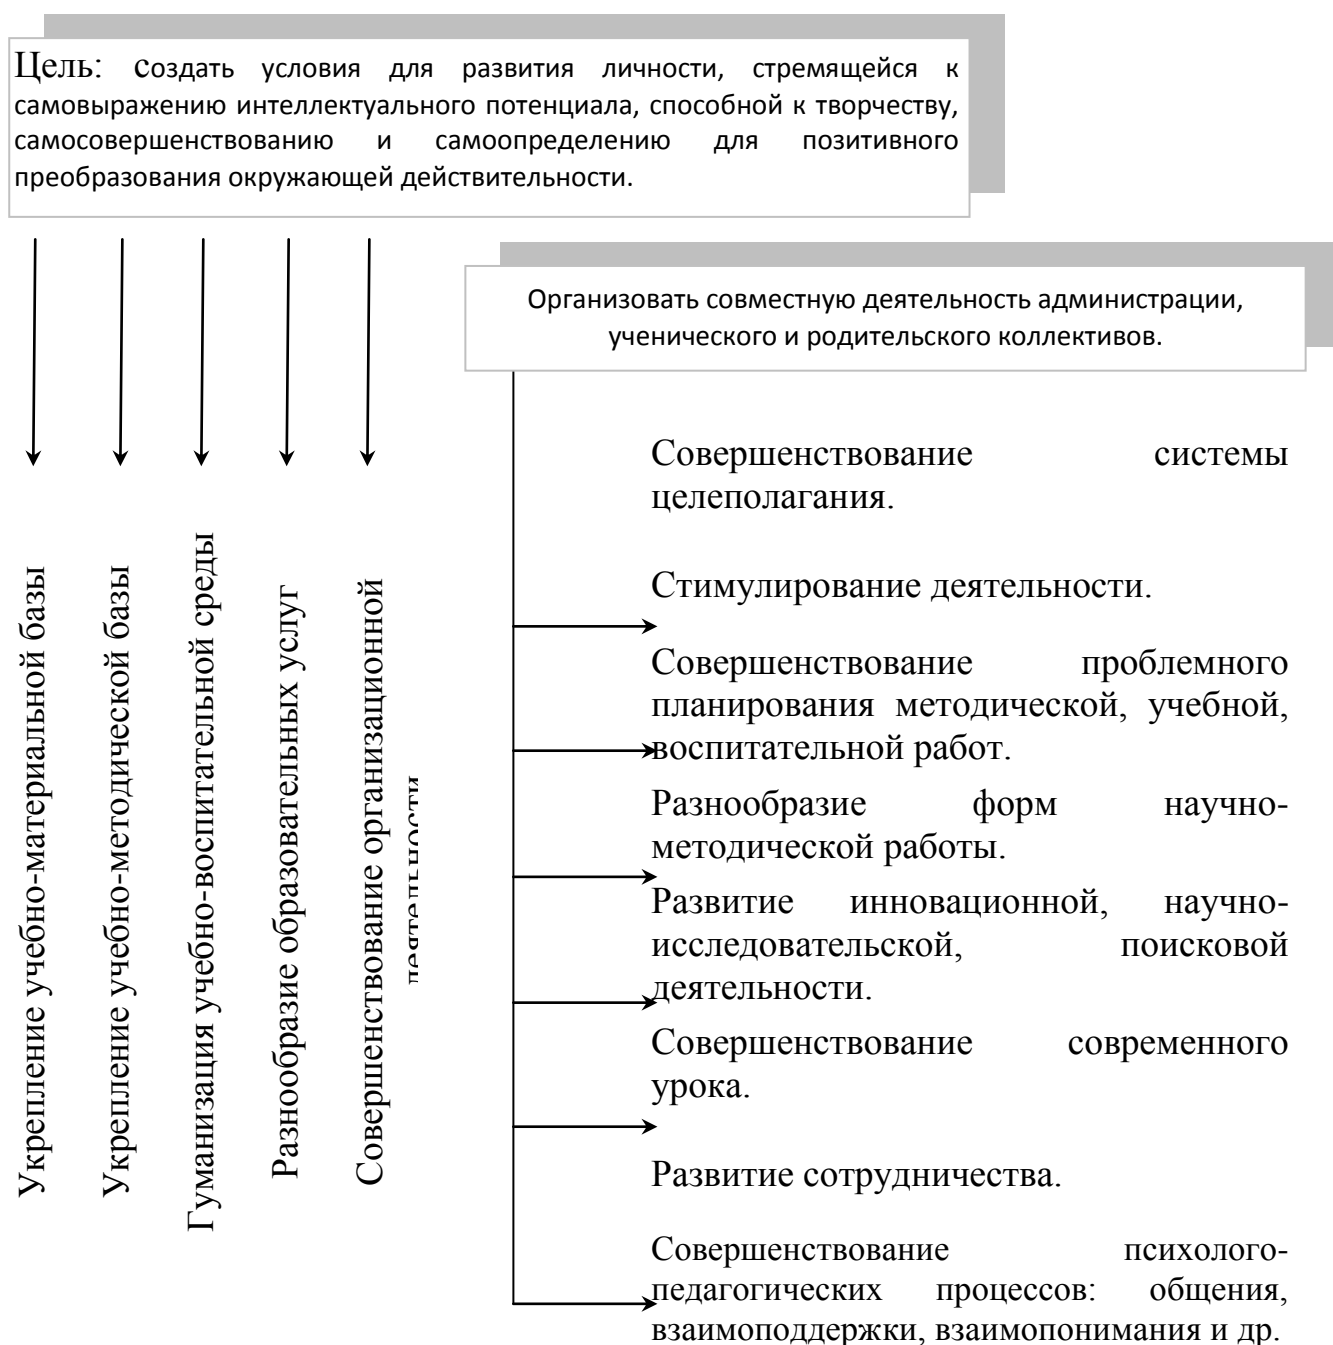 Цель: создать условия для развития личности, стремящейся к
самовыражению интеллектуального потенциала, способной к творчеству,
самосовершенствованию и самоопределению для позитивного
преобразования окружающей действительности.
Организовать совместную деятельность администрации,
ученического и родительского коллективов.
Укрепление учебно-материальной базы
Укрепление учебно-методической базы
Гуманизация учебно-воспитательной среды
Разнообразие образовательных услуг
Совершенствование организационной
деятельности
Совершенствование системы
целеполагания.
Стимулирование деятельности.
Совершенствование проблемного
планирования методической, учебной,
воспитательной работ.
Разнообразие форм научно-
методической работы.
Развитие инновационной, научно-
исследовательской, поисковой
деятельности.
Совершенствование современного
урока.
Развитие сотрудничества.
Совершенствование психолого-
педагогических процессов: общения,
взаимоподдержки, взаимопонимания и др.